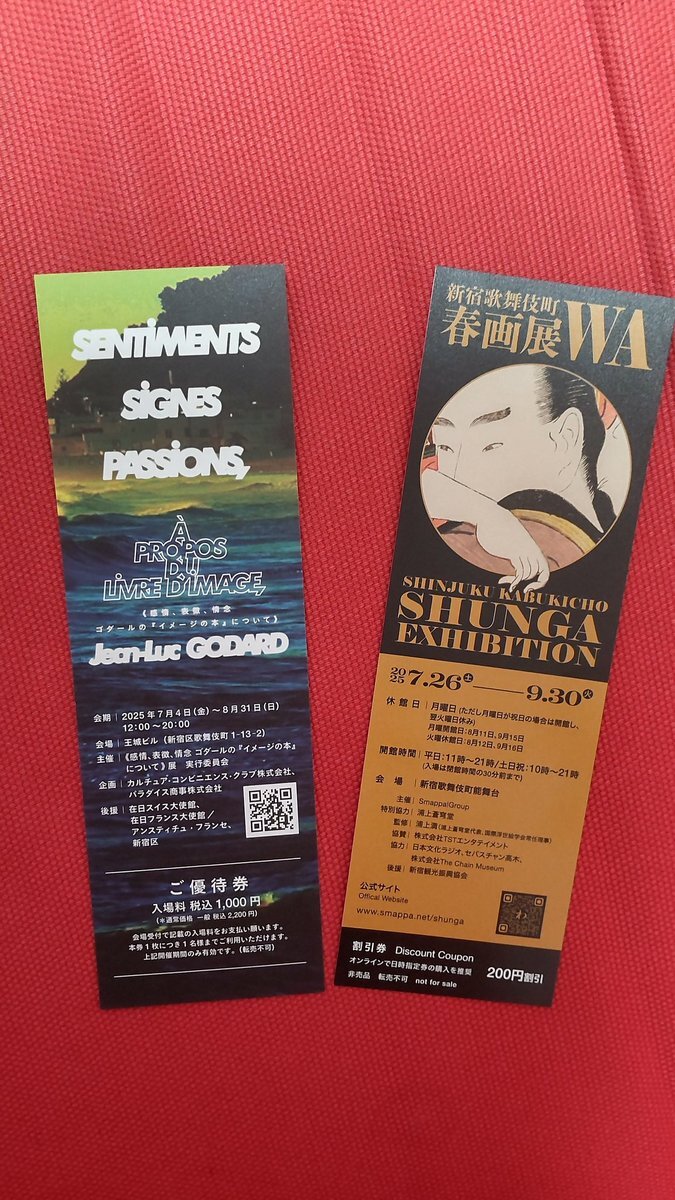 SENTiMENTS
SiGNES
PASSiONS,
À
PROPOS
DU
LiVRE D'IMAGE,
《感情、表徴、情念
ゴダールの『イメージの本』について》
Jean-Luc GODARD
会期｜2025年7月4日(金)～8月31日(日)
12:00～20:00
会場｜王城ビル（新宿区歌舞伎町1-13-2）
主催｜《感情、表徴、情念 ゴダールの『イメージの本』
について》展 実行委員会
企画｜カルチュア・コンビニエンス・クラブ株式会社、
パラダイス商事株式会社
後援｜在日スイス大使館、
在日フランス大使館／
アンスティチュ・フランセ、
新宿区
ご優待券
入場料 税込 1,000円
(＊通常価格 一般 税込 2,200円)
会場受付で記載の入場料をお支払い願います。
本券1枚につき1名様までご利用いただけます。
上記開催期間のみ有効です。(転売不可)
新宿歌舞伎町
春画展 WA
SHINJUKU KABUKICHO
SHUNGA
EXHIBITION
2025 7.26 土 — 9.30 火
休館日｜月曜日（ただし月曜日が祝日の場合は開館し、
翌火曜日休み）
月曜開館日：8月11日、9月15日
火曜休館日：8月12日、9月16日
開館時間｜平日：11時～21時/土日祝：10時～21時
(入場は閉館時間の30分前まで)
会場｜新宿歌舞伎町能舞台
主催｜Smappa!Group
特別協力｜浦上蒼穹堂
監修｜浦上満（浦上蒼穹堂代表、国際浮世絵学会常任理事）
協賛｜株式会社TSTエンタテイメント
協力｜日本文化ラジオ、セバスチャン高木、
株式会社The Chain Museum
後援｜新宿観光振興協会
公式サイト
Offical Website
www.smappa.net/shunga
わ
割引券 Discount Coupon
オンラインで日時指定券の購入を推奨
非売品 転売不可 not for sale
200円割引